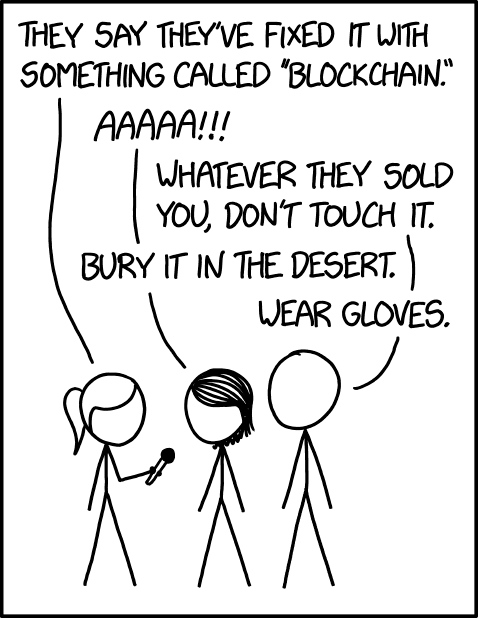 THEY SAY THEY'VE FIXED IT WITH
SOMETHING CALLED "BLOCKCHAIN."
AAAAA!!!
WHATEVER THEY SOLD
YOU, DON'T TOUCH IT.
BURY IT IN THE DESERT.
WEAR GLOVES.